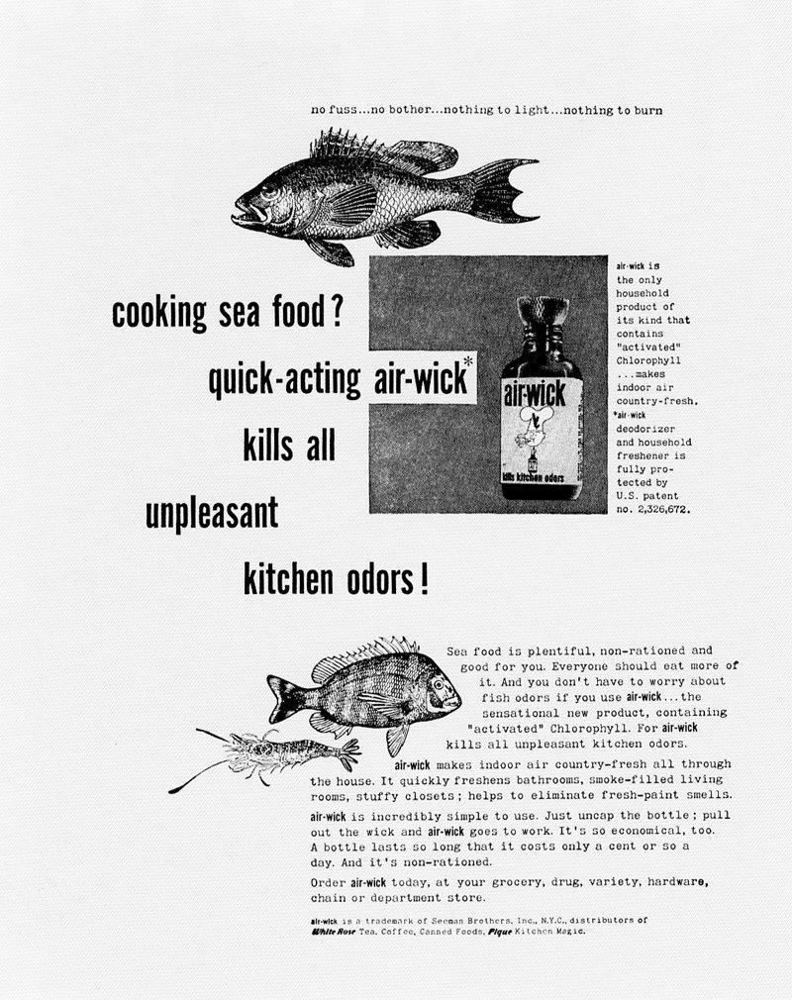 no fuss...no bother...nothing to light...nothing to burn
cooking sea food?
quick-acting air-wick*
kills all
unpleasant
kitchen odors!
air-wick
kills kitchen odors
air-wick is
the only
household
product of
its kind that
contains
"activated"
Chlorophyll
...makes
indoor air
country-fresh.
*air-wick
deodorizer
and household
freshener is
fully pro-
tected by
U.S. patent
no. 2,326,672.
Sea food is plentiful, non-rationed and
good for you. Everyone should eat more of
it. And you don't have to worry about
fish odors if you use air-wick...the
sensational new product, containing
"activated" Chlorophyll. For air-wick
kills all unpleasant kitchen odors.
air-wick makes indoor air country-fresh all through
the house. It quickly freshens bathrooms, smoke-filled living
rooms, stuffy closets; helps to eliminate fresh-paint smells.
air-wick is incredibly simple to use. Just uncap the bottle; pull
out the wick and air-wick goes to work. It's so economical, too.
A bottle lasts so long that it costs only a cent or so a
day. And it's non-rationed.
Order air-wick today, at your grocery, drug, variety, hardware,
chain or department store.
air-wick is a trademark of Seeman Brothers, Inc., N.Y.C., distributors of
White Rose Tea, Coffee, Canned Foods, Pique Kitchen Magic.